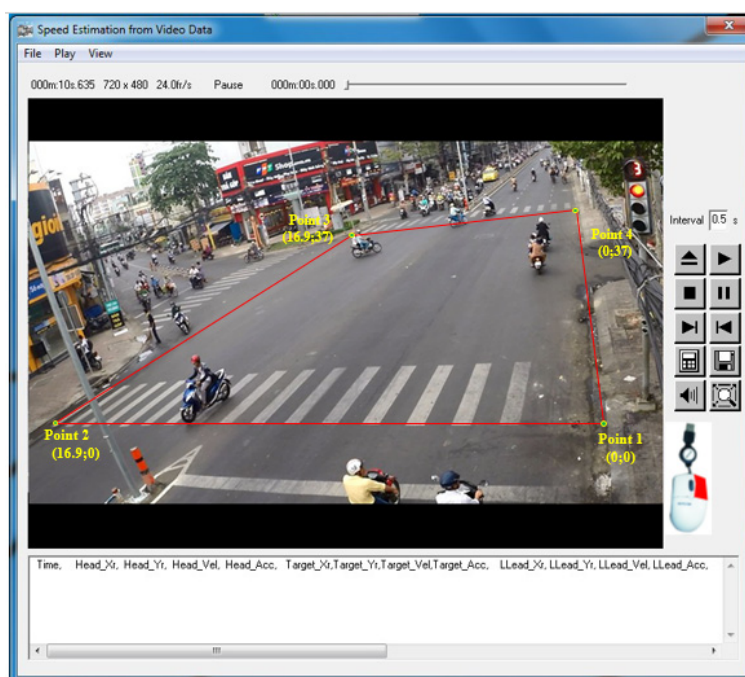 Speed Estimation from Video Data
File Play View
000m:10s.635 720 x 480 24.0fr/s Pause 000m:00s.000
FPT Shop
3
Point 3
(16.9;37)
Point 4
(0;37)
Interval 0.5 s
Point 2
(16.9;0)
Point 1
(0;0)
Time, Head_Xr, Head_Yr, Head_Vel, Head_Acc, Target_Xr,Target_Yr,Target_Vel,Target_Acc, LLead_Xr, LLead_Yr, LLead_Vel, LLead_Acc,